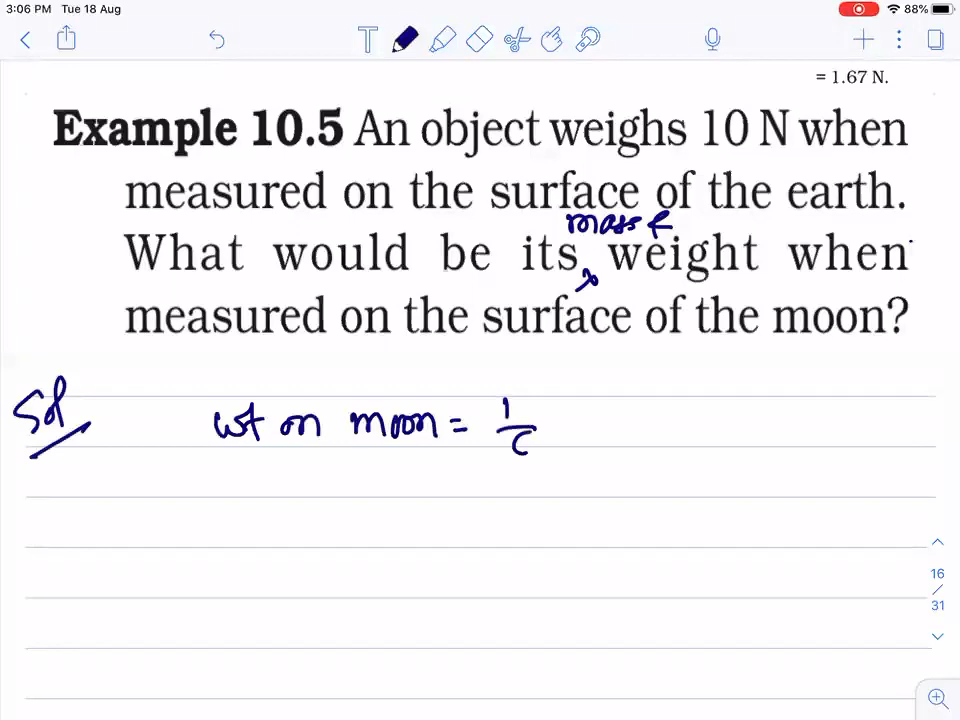 3:06 PM Tue 18 Aug 88%
= 1.67 N.
Example 10.5 An object weighs 10 N when
measured on the surface of the earth.
mass &
What would be its weight when
measured on the surface of the moon?
Sol
wt on moon = 1/
16
/
31